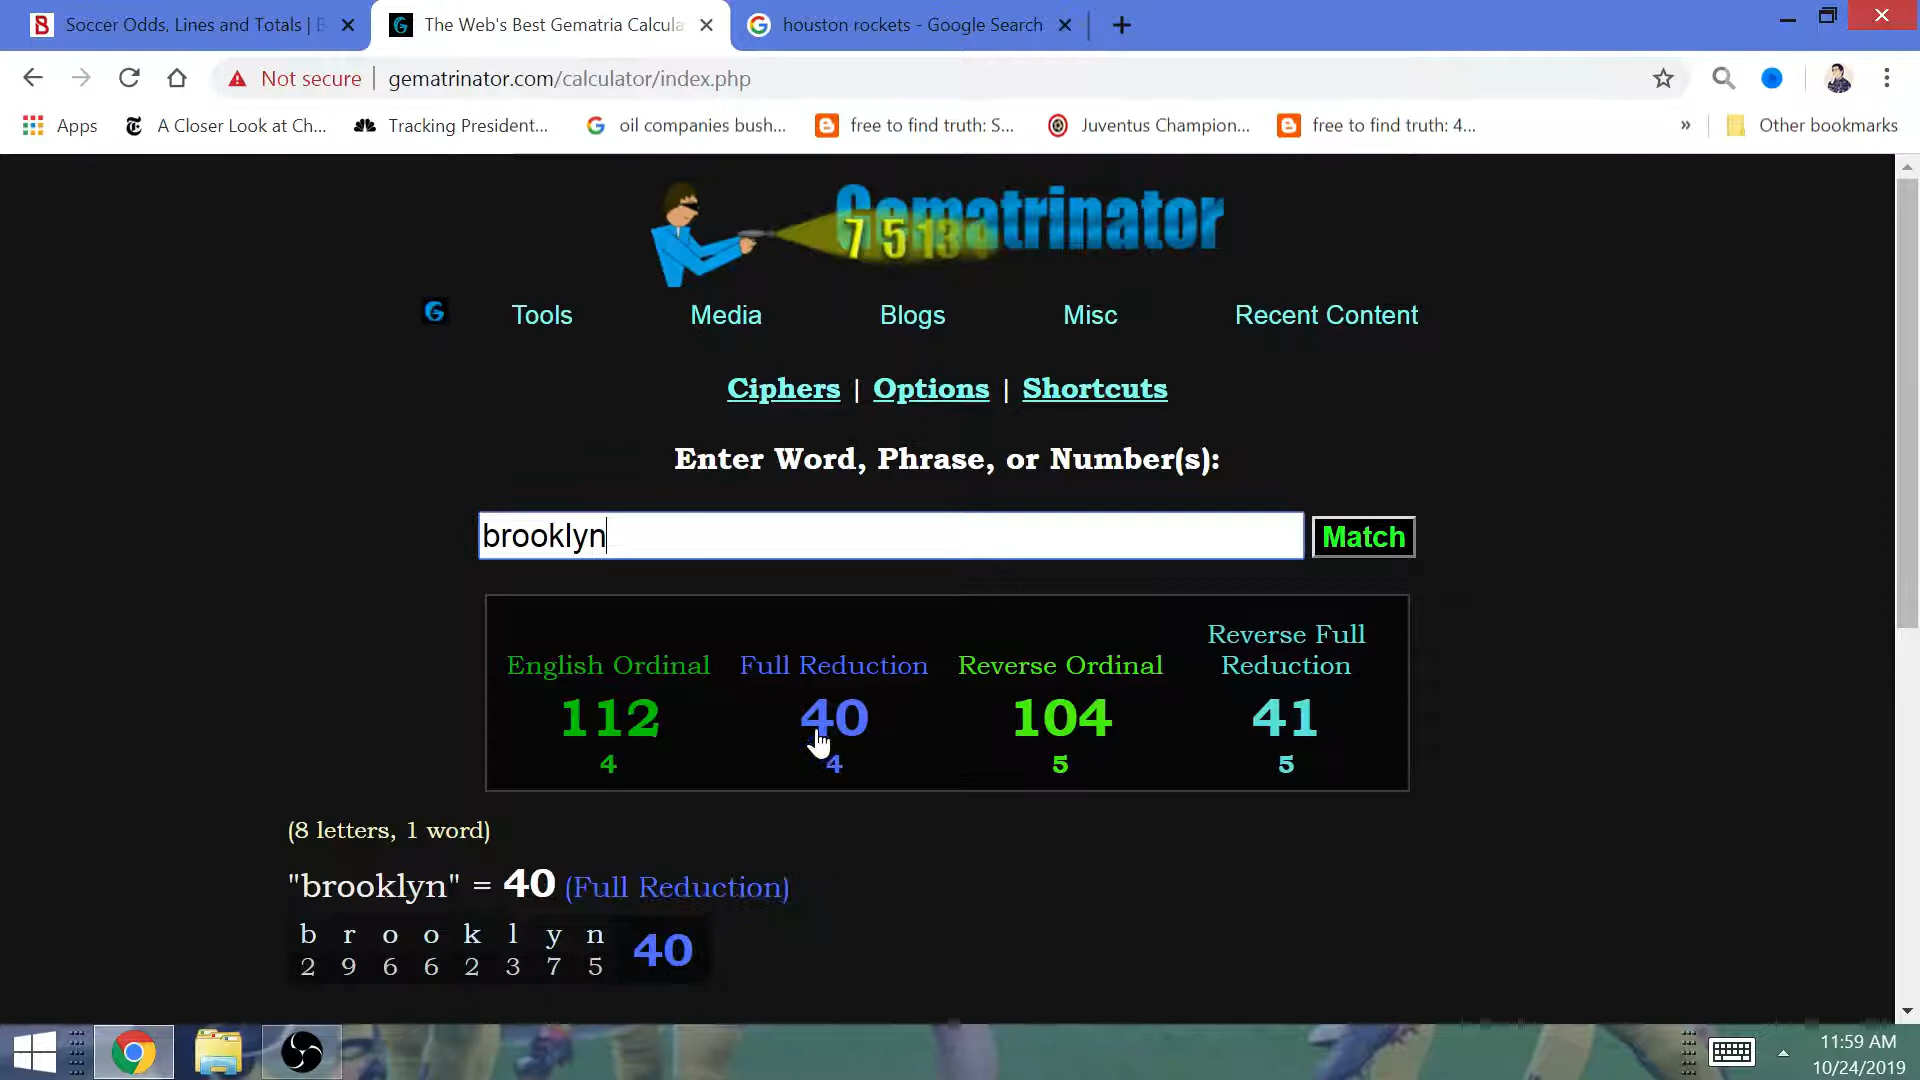 Soccer Odds, Lines and Totals | B
The Web's Best Gematria Calcula
houston rockets - Google Search
Not secure
gematrinator.com/calculator/index.php
Apps
A Closer Look at Ch...
Tracking President...
oil companies bush...
free to find truth: S...
Juventus Champion...
free to find truth: 4...
»
Other bookmarks
7 5 13 9
Gematrinator
G
Tools
Media
Blogs
Misc
Recent Content
Ciphers | Options | Shortcuts
Enter Word, Phrase, or Number(s):
brooklyn
Match
English Ordinal
Full Reduction
Reverse Ordinal
Reverse Full
Reduction
112
40
104
41
4
4
5
5
(8 letters, 1 word)
"brooklyn" = 40 (Full Reduction)
b r o o k l y n
2 9 6 6 2 3 7 5
40
11:59 AM
10/24/2019